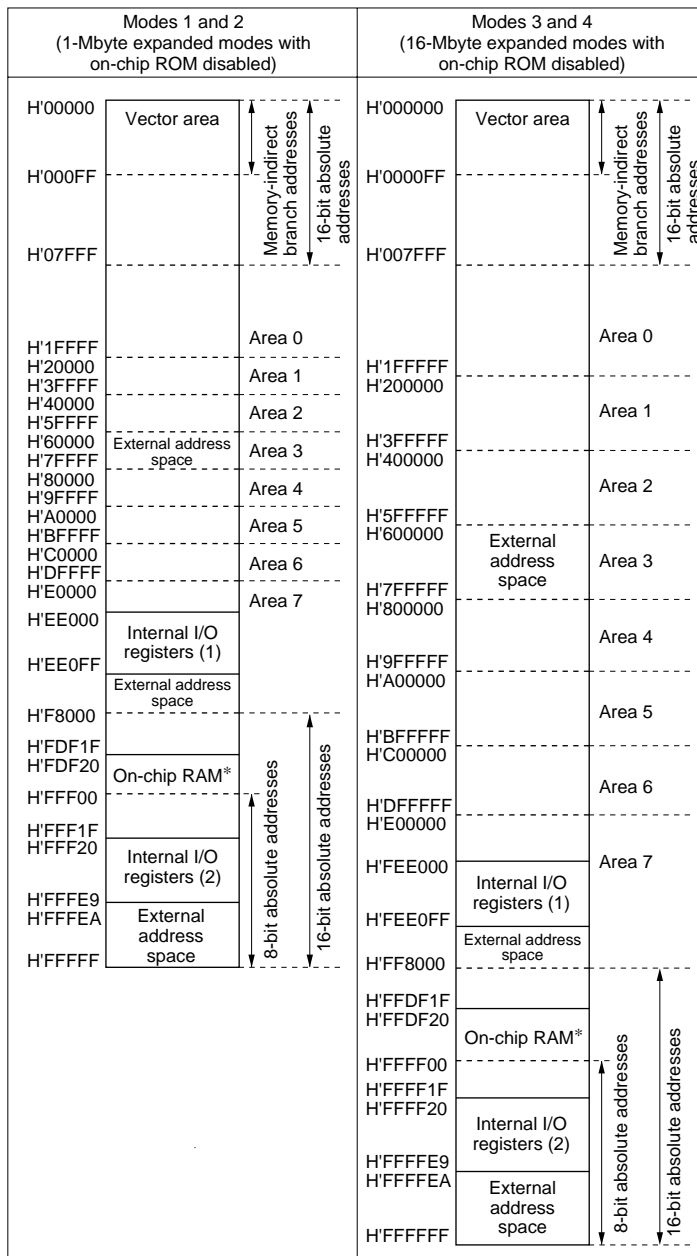 Modes 1 and 2
(1-Mbyte expanded modes with
on-chip ROM disabled)
H'00000
Vector area
H'000FF
H'07FFF
Memory-indirect
branch addresses
16-bit absolute
addresses
H'1FFFF
Area 0
H'20000
H'3FFFF
Area 1
H'40000
H'5FFFF
Area 2
H'60000
H'7FFFF
External address
space
Area 3
H'80000
H'9FFFF
Area 4
H'A0000
H'BFFFF
Area 5
H'C0000
H'DFFFF
Area 6
H'E0000
Area 7
H'EE000
Internal I/O
registers (1)
H'EE0FF
External address
space
H'F8000
H'FDF1F
H'FDF20
On-chip RAM*
H'FFF00
H'FFF1F
H'FFF20
Internal I/O
registers (2)
H'FFFE9
H'FFFEA
External
address
space
H'FFFFF
8-bit absolute addresses
16-bit absolute addresses
Modes 3 and 4
(16-Mbyte expanded modes with
on-chip ROM disabled)
H'000000
Vector area
H'0000FF
H'007FFF
Memory-indirect
branch addresses
16-bit absolute
addresses
Area 0
H'1FFFFF
H'200000
Area 1
H'3FFFFF
H'400000
Area 2
H'5FFFFF
H'600000
External
address
space
Area 3
H'7FFFFF
H'800000
Area 4
H'9FFFFF
H'A00000
Area 5
H'BFFFFF
H'C00000
Area 6
H'DFFFFF
H'E00000
Area 7
H'FEE000
Internal I/O
registers (1)
H'FEE0FF
External address
space
H'FF8000
H'FFDF1F
H'FFDF20
On-chip RAM*
H'FFFF00
H'FFFF1F
H'FFFF20
Internal I/O
registers (2)
H'FFFFE9
H'FFFFEA
External
address
space
H'FFFFFF
8-bit absolute addresses
16-bit absolute addresses